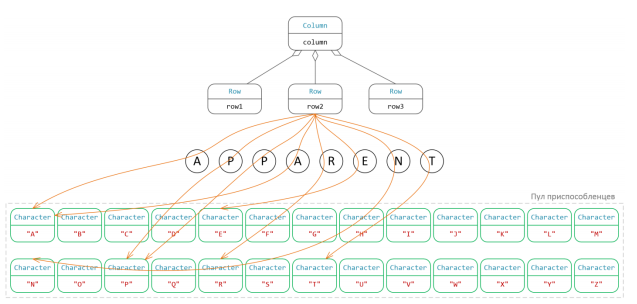 Column
column
Row Row Row
row1 row2 row3
A P P A R E N T
Пул приспособленцев
Character Character Character Character Character Character Character Character Character Character Character Character Character
"A" "B" "C" "D" "E" "F" "G" "H" "I" "J" "K" "L" "M"
Character Character Character Character Character Character Character Character Character Character Character Character Character
"N" "O" "P" "Q" "R" "S" "T" "U" "V" "W" "X" "Y" "Z"